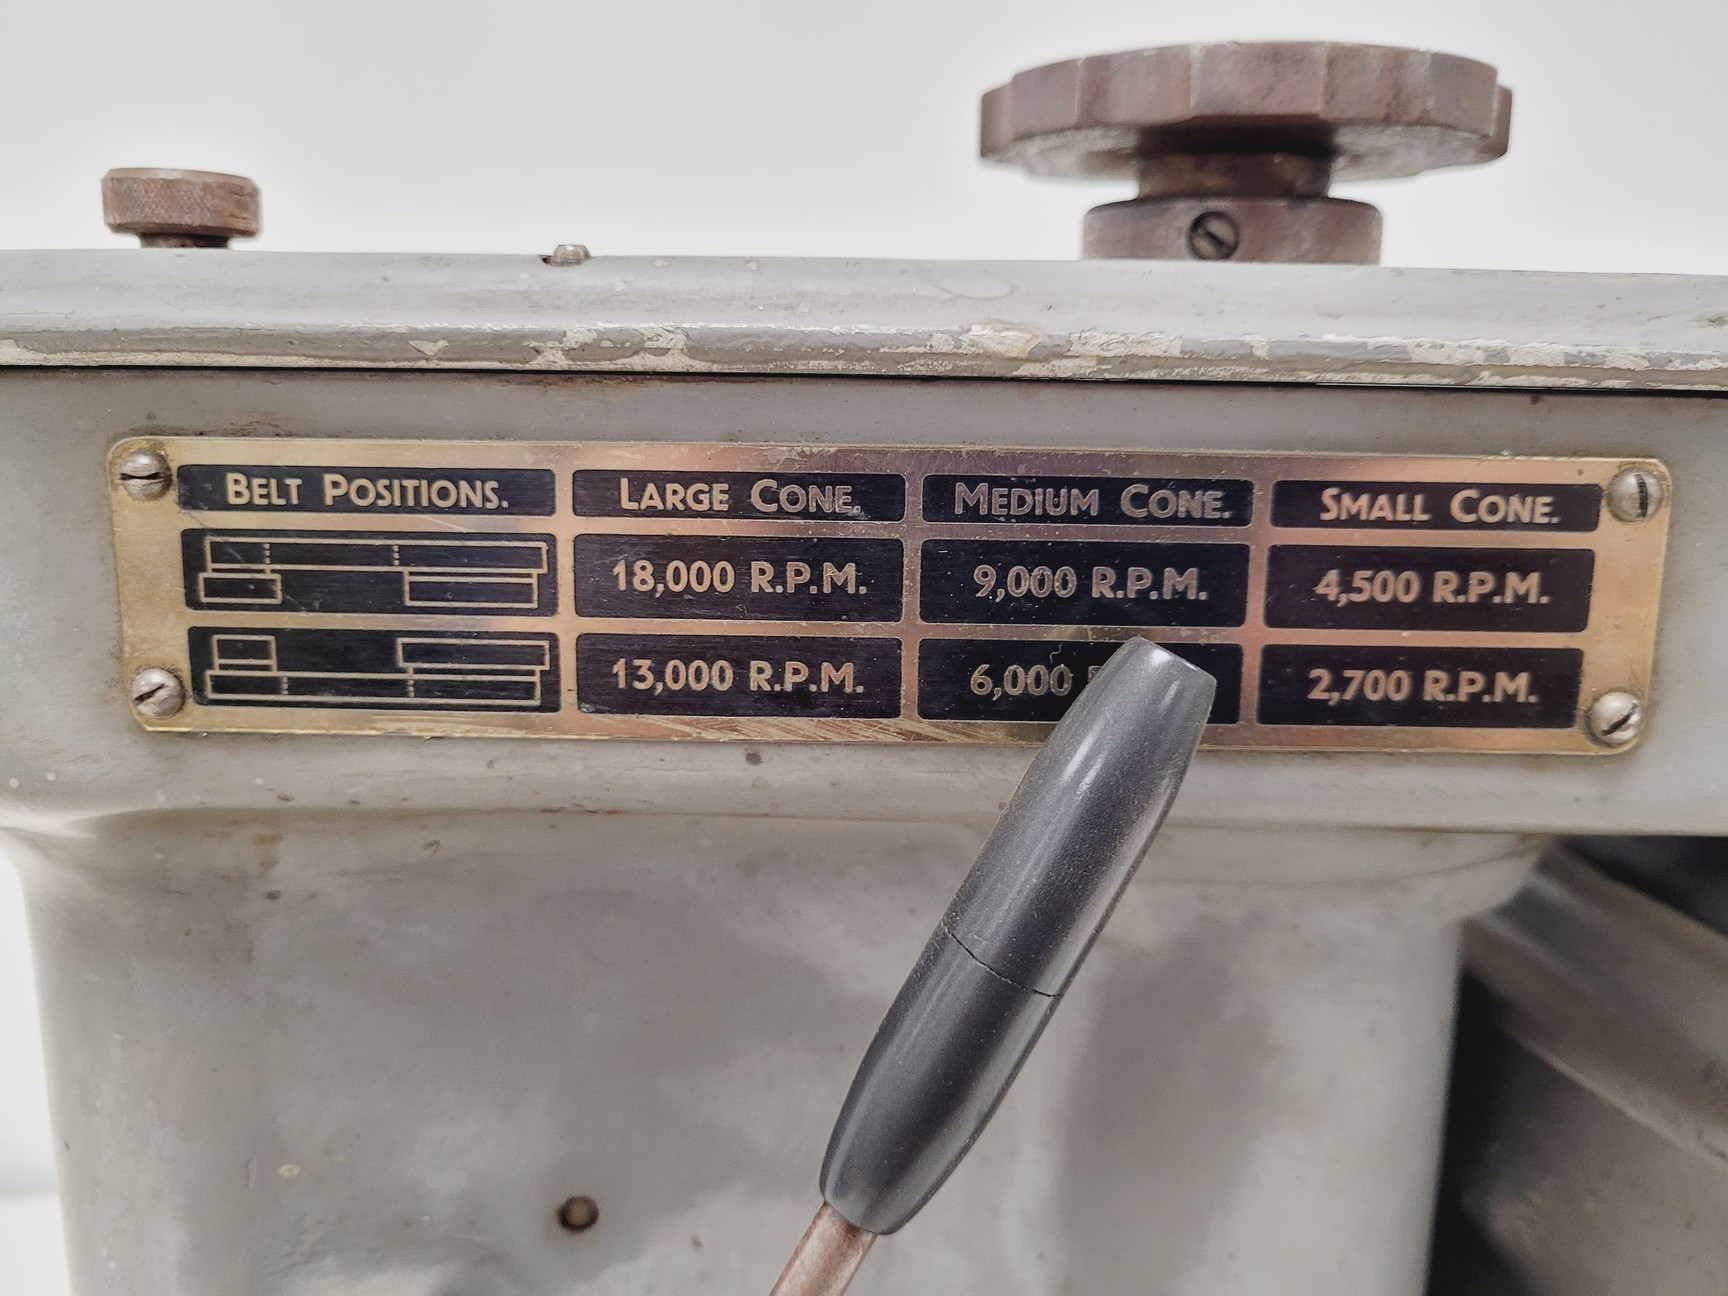 BELT POSITIONS. LARGE CONE. MEDIUM CONE. SMALL CONE.
18,000 R.P.M. 9,000 R.P.M. 4,500 R.P.M.
13,000 R.P.M. 6,000 2,700 R.P.M.